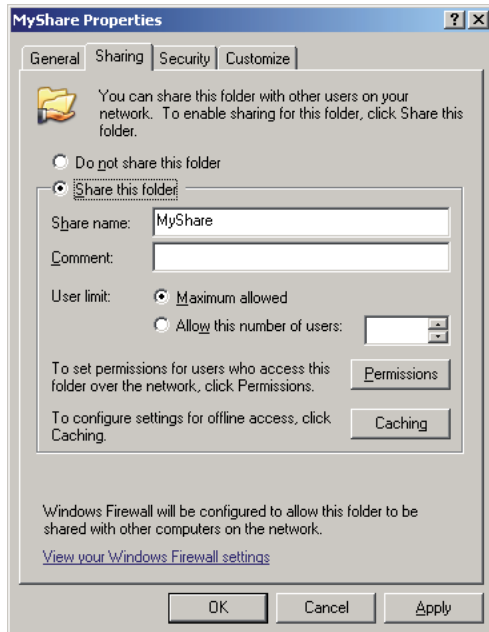 MyShare Properties
General Sharing Security Customize
You can share this folder with other users on your
network. To enable sharing for this folder, click Share this
folder.
Do not share this folder
Share this folder
Share name: MyShare
Comment:
User limit: Maximum allowed
Allow this number of users:
To set permissions for users who access this
folder over the network, click Permissions.
Permissions
To configure settings for offline access, click
Caching.
Caching
Windows Firewall will be configured to allow this folder to be
shared with other computers on the network.
View your Windows Firewall settings
OK Cancel Apply